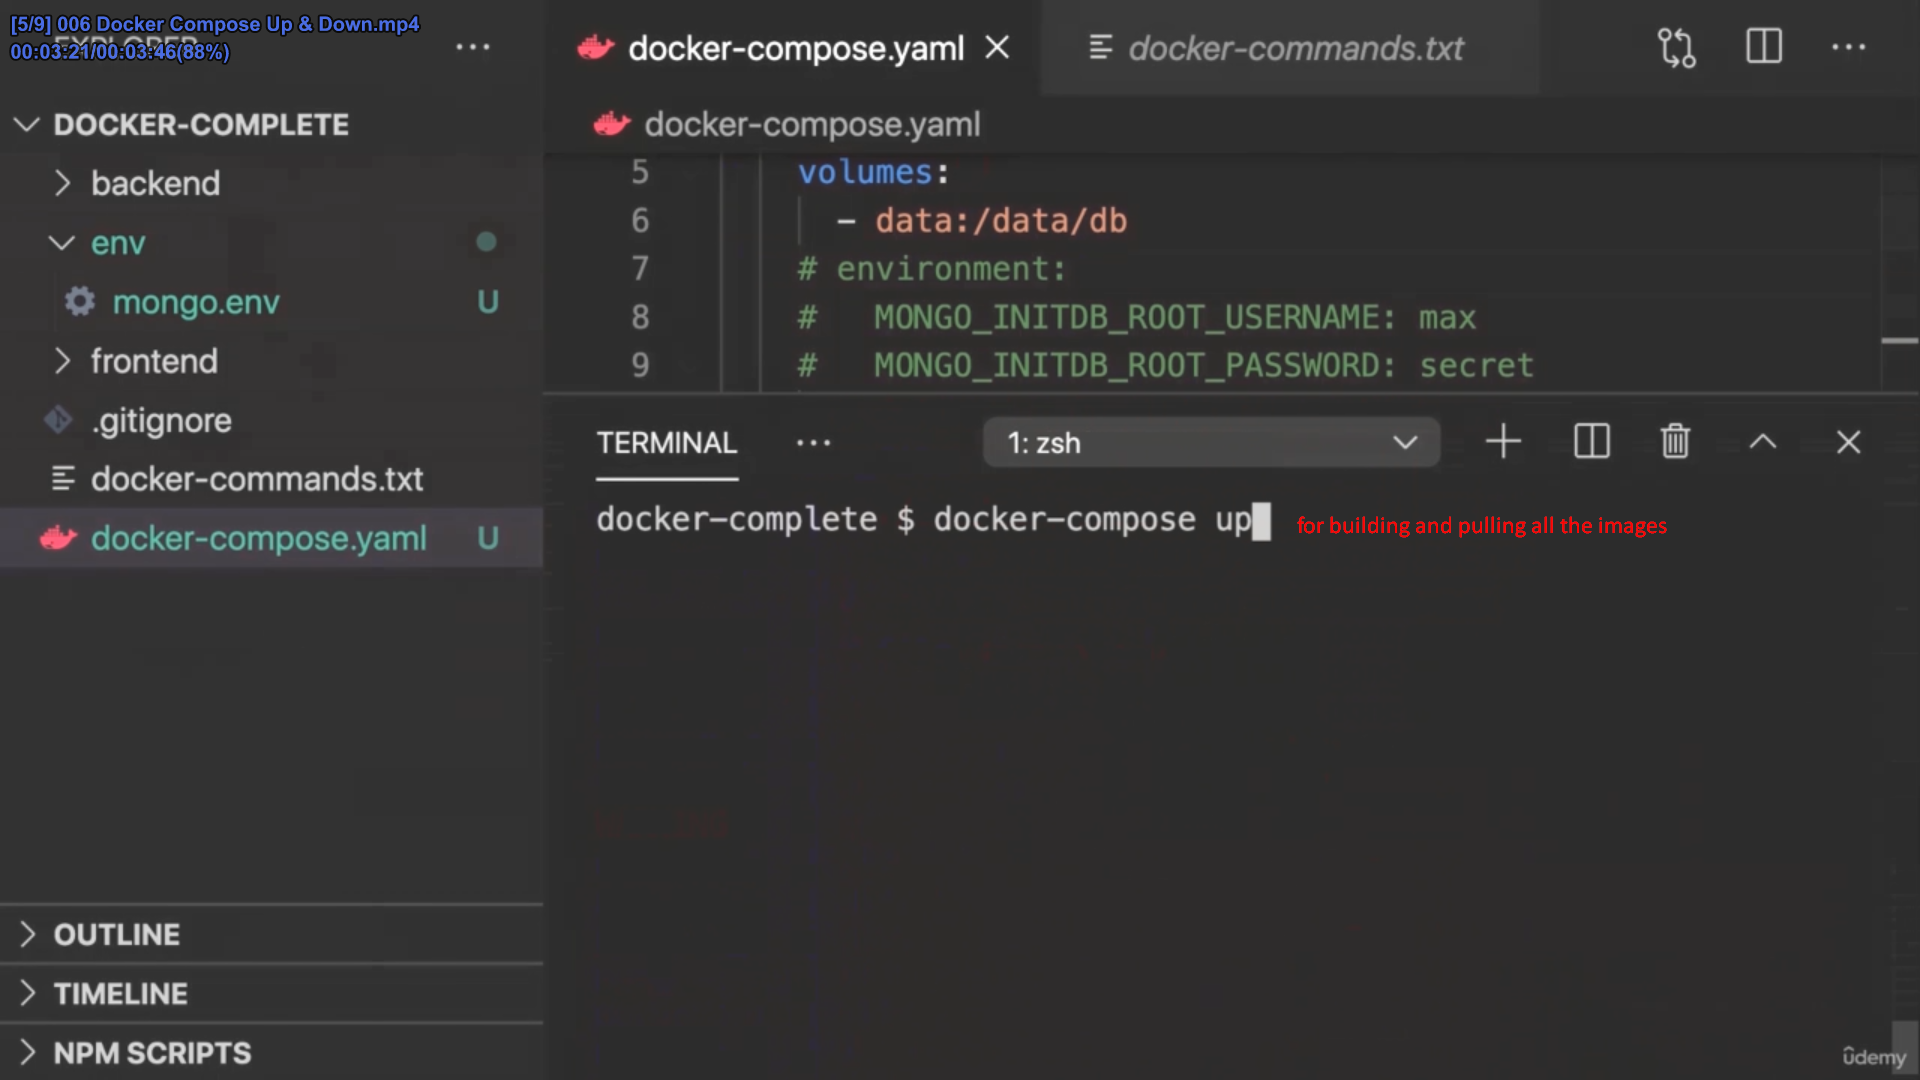 [5/9] 006 Docker Compose Up & Down.mp4
00:03:21/00:03:46(88%)
EXPLORER
docker-compose.yaml
docker-commands.txt
DOCKER-COMPLETE
backend
env
mongo.env U
frontend
.gitignore
docker-commands.txt
docker-compose.yaml U
OUTLINE
TIMELINE
NPM SCRIPTS
docker-compose.yaml
5 volumes:
6 - data:/data/db
7 # environment:
8 # MONGO_INITDB_ROOT_USERNAME: max
9 # MONGO_INITDB_ROOT_PASSWORD: secret
TERMINAL
1: zsh
docker-complete $ docker-compose up for building and pulling all the images
udemy